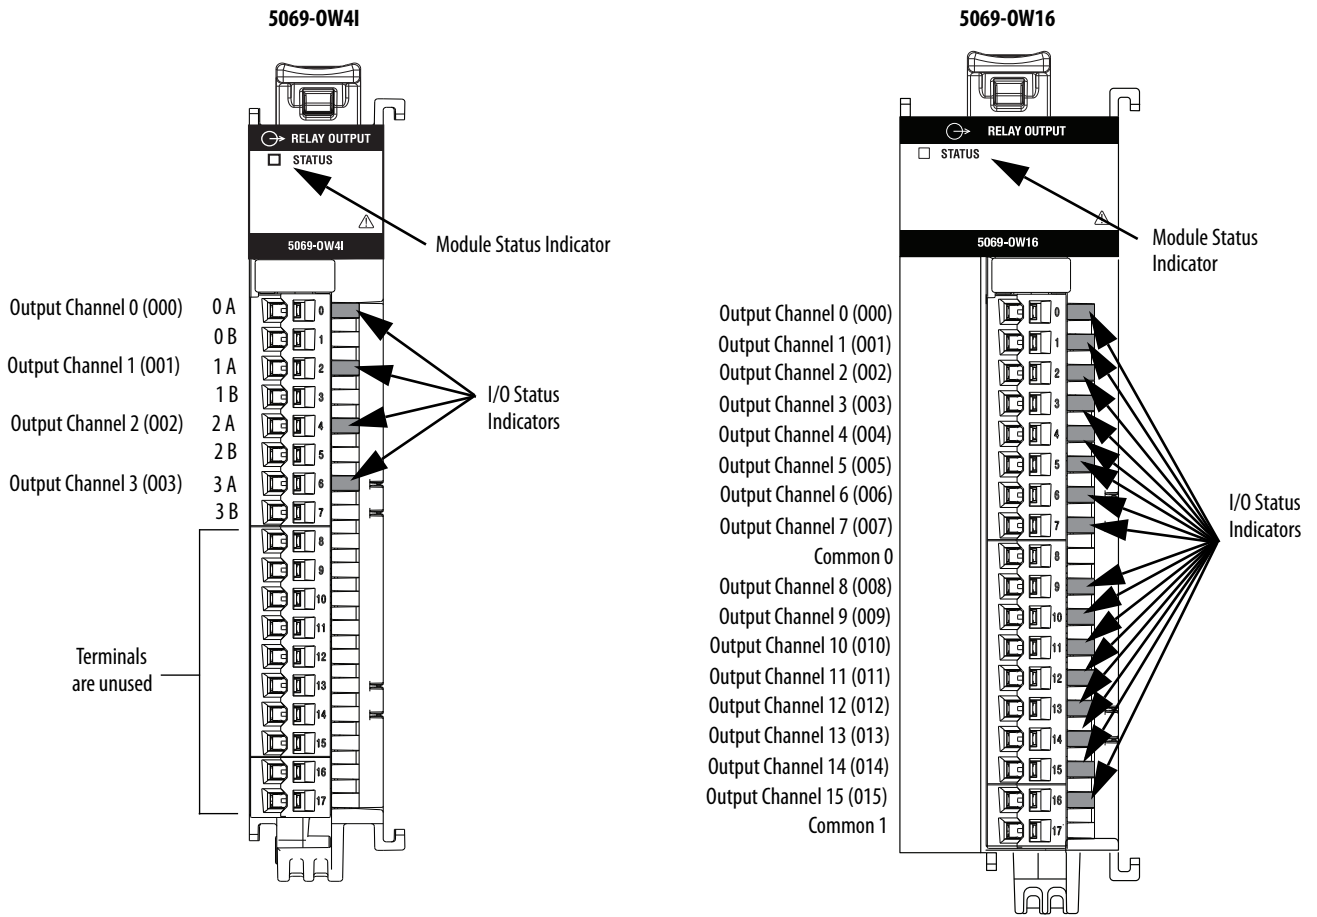 5069-OW4I
RELAY OUTPUT
STATUS
Module Status Indicator
5069-OW4I
Output Channel 0 (000) 0 A 0
0 B 1
Output Channel 1 (001) 1 A 2
1 B 3
Output Channel 2 (002) 2 A 4
2 B 5
Output Channel 3 (003) 3 A 6
3 B 7
8
9
10
11
12
13
14
15
16
17
I/O Status
Indicators
Terminals
are unused
5069-OW16
RELAY OUTPUT
STATUS
Module Status
Indicator
5069-OW16
Output Channel 0 (000) 0
Output Channel 1 (001) 1
Output Channel 2 (002) 2
Output Channel 3 (003) 3
Output Channel 4 (004) 4
Output Channel 5 (005) 5
Output Channel 6 (006) 6
Output Channel 7 (007) 7
Common 0 8
Output Channel 8 (008) 9
Output Channel 9 (009) 10
Output Channel 10 (010) 11
Output Channel 11 (011) 12
Output Channel 12 (012) 13
Output Channel 13 (013) 14
Output Channel 14 (014) 15
Output Channel 15 (015) 16
Common 1 17
I/O Status
Indicators